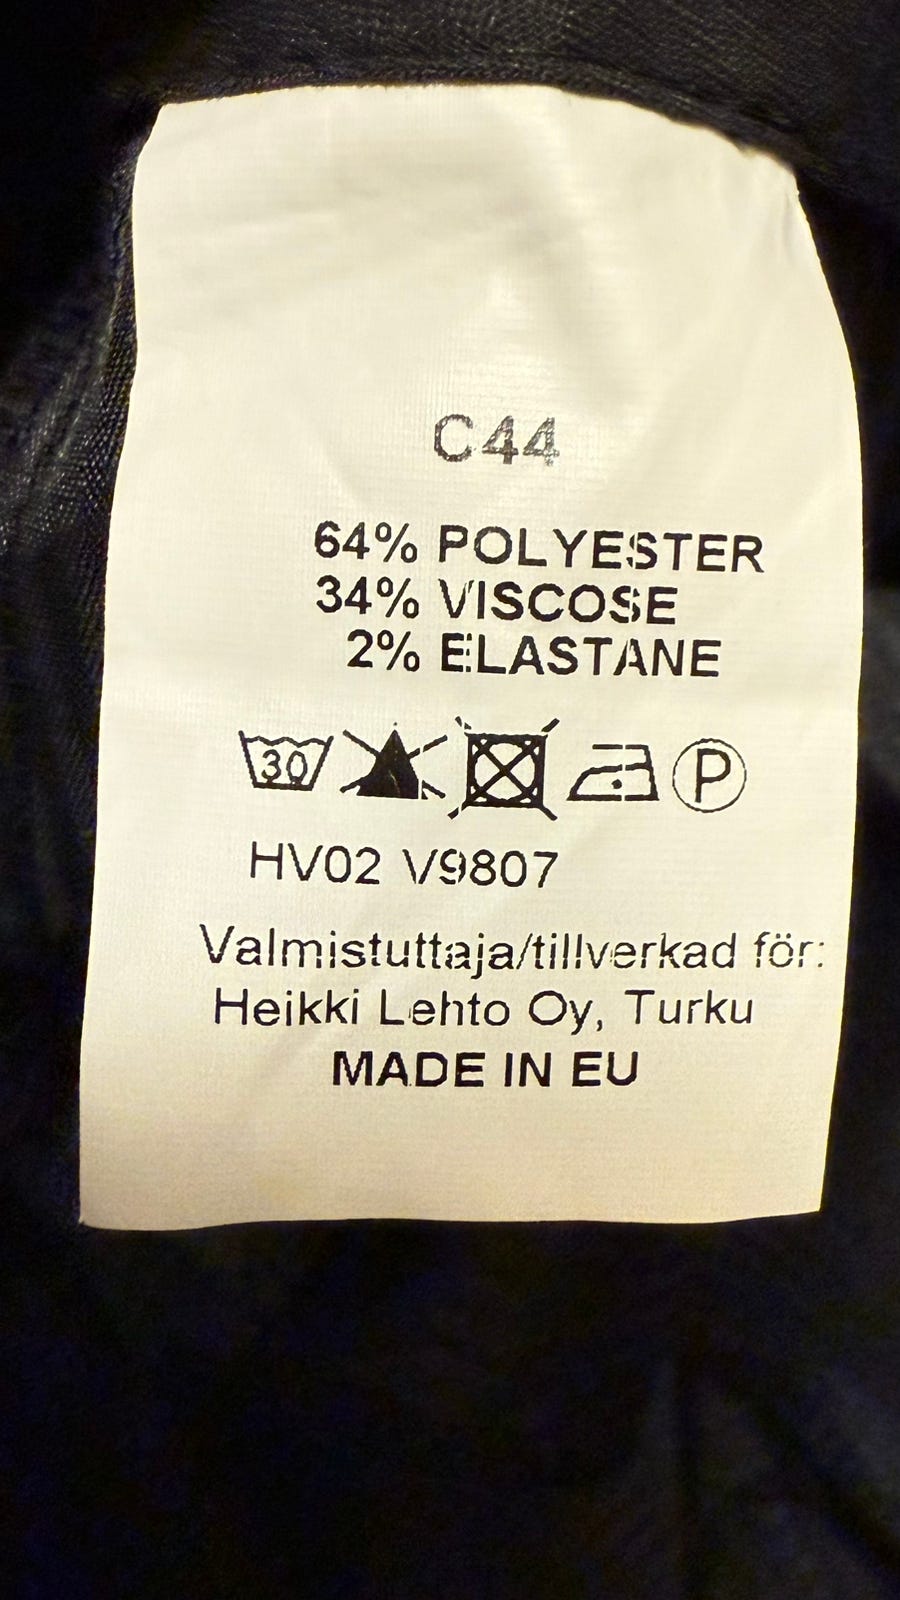 C44
64% POLYESTER
34% VISCOSE
2% ELASTANE
30 P
HV02 V9807
Valmistuttaja/tillverkad för:
Heikki Lehto Oy, Turku
MADE IN EU